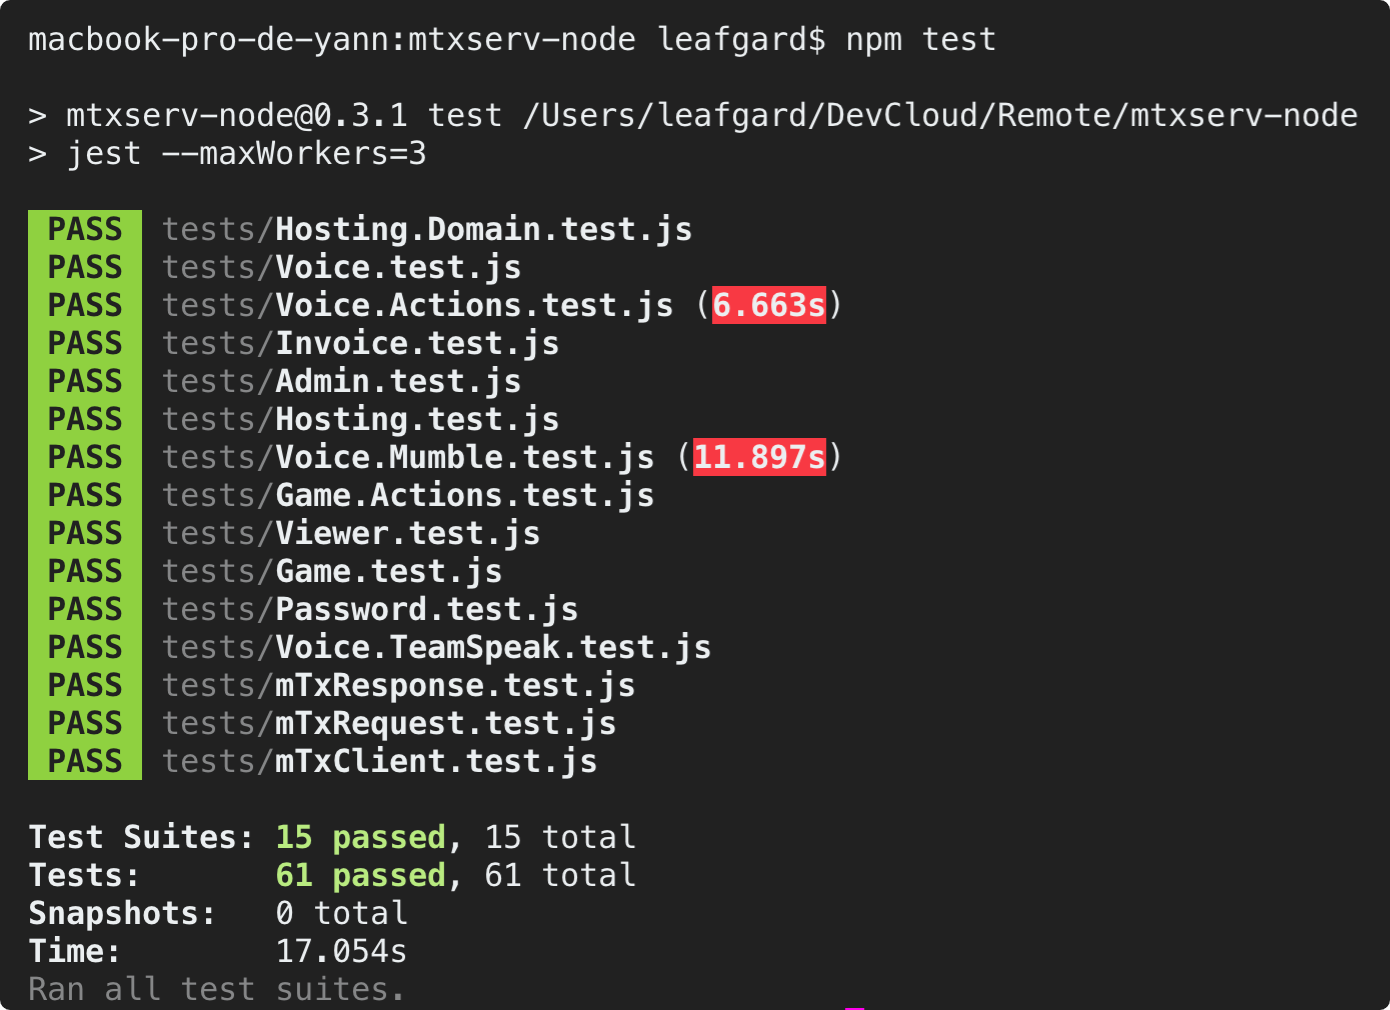 macbook-pro-de-yann:mtxserv-node leafgard$ npm test
> mtxserv-node@0.3.1 test /Users/leafgard/DevCloud/Remote/mtxserv-node
> jest --maxWorkers=3
PASS tests/Hosting.Domain.test.js
PASS tests/Voice.test.js
PASS tests/Voice.Actions.test.js (6.663s)
PASS tests/Invoice.test.js
PASS tests/Admin.test.js
PASS tests/Hosting.test.js
PASS tests/Voice.Mumble.test.js (11.897s)
PASS tests/Game.Actions.test.js
PASS tests/Viewer.test.js
PASS tests/Game.test.js
PASS tests/Password.test.js
PASS tests/Voice.TeamSpeak.test.js
PASS tests/mTxResponse.test.js
PASS tests/mTxRequest.test.js
PASS tests/mTxClient.test.js
Test Suites: 15 passed, 15 total
Tests: 61 passed, 61 total
Snapshots: 0 total
Time: 17.054s
Ran all test suites.